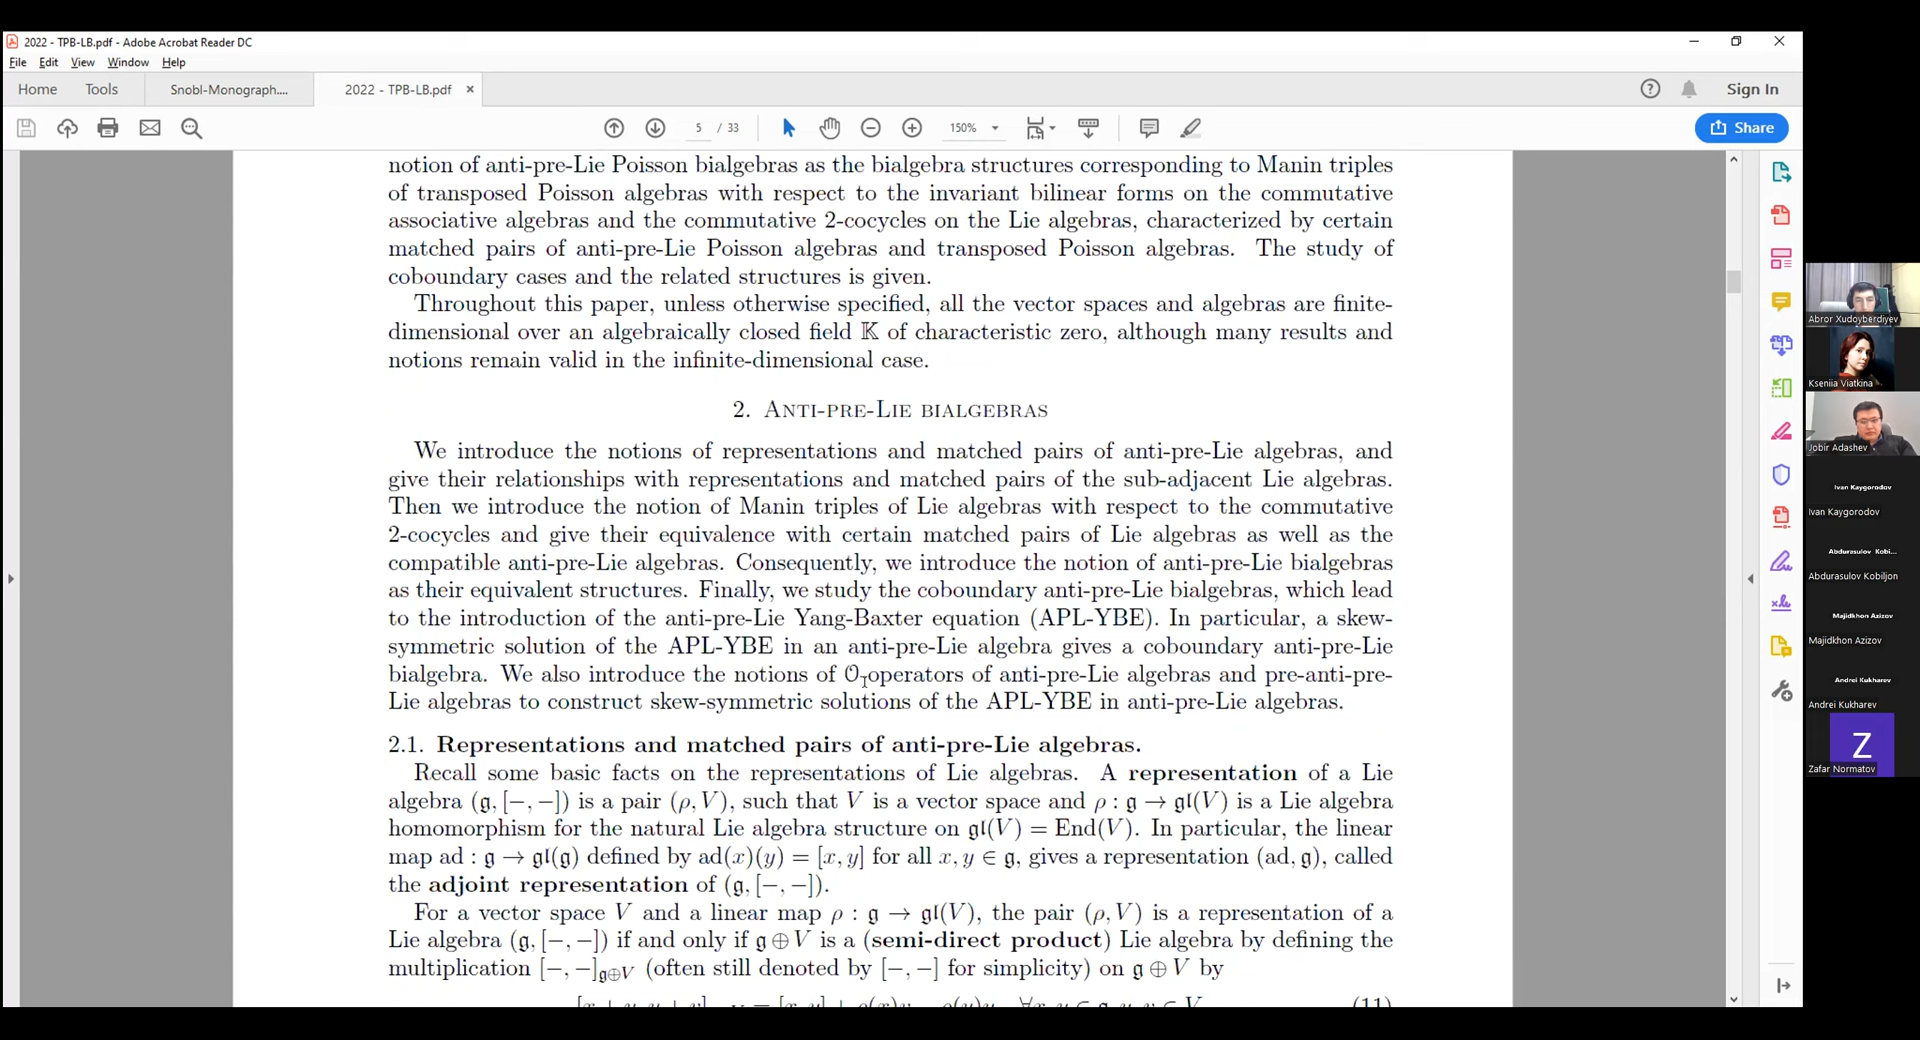 2022 - TPB-LB.pdf - Adobe Acrobat Reader DC
File Edit View Window Help
Home Tools Snobl-Monograph.... 2022 - TPB-LB.pdf × Sign In
5 / 33 150% Share
notion of anti-pre-Lie Poisson bialgebras as the bialgebra structures corresponding to Manin triples
of transposed Poisson algebras with respect to the invariant bilinear forms on the commutative
associative algebras and the commutative 2-cocycles on the Lie algebras, characterized by certain
matched pairs of anti-pre-Lie Poisson algebras and transposed Poisson algebras. The study of
coboundary cases and the related structures is given.
Throughout this paper, unless otherwise specified, all the vector spaces and algebras are finite-
dimensional over an algebraically closed field 𝕂 of characteristic zero, although many results and
notions remain valid in the infinite-dimensional case.
2. Anti-pre-Lie bialgebras
We introduce the notions of representations and matched pairs of anti-pre-Lie algebras, and
give their relationships with representations and matched pairs of the sub-adjacent Lie algebras.
Then we introduce the notion of Manin triples of Lie algebras with respect to the commutative
2-cocycles and give their equivalence with certain matched pairs of Lie algebras as well as the
compatible anti-pre-Lie algebras. Consequently, we introduce the notion of anti-pre-Lie bialgebras
as their equivalent structures. Finally, we study the coboundary anti-pre-Lie bialgebras, which lead
to the introduction of the anti-pre-Lie Yang-Baxter equation (APL-YBE). In particular, a skew-
symmetric solution of the APL-YBE in an anti-pre-Lie algebra gives a coboundary anti-pre-Lie
bialgebra. We also introduce the notions of 𝒪-operators of anti-pre-Lie algebras and pre-anti-pre-
Lie algebras to construct skew-symmetric solutions of the APL-YBE in anti-pre-Lie algebras.
2.1. Representations and matched pairs of anti-pre-Lie algebras.
Recall some basic facts on the representations of Lie algebras. A representation of a Lie
algebra (𝔤, [−, −]) is a pair (ρ, V), such that V is a vector space and ρ : 𝔤 → 𝔤𝔩(V) is a Lie algebra
homomorphism for the natural Lie algebra structure on 𝔤𝔩(V) = End(V). In particular, the linear
map ad : 𝔤 → 𝔤𝔩(𝔤) defined by ad(x)(y) = [x, y] for all x, y ∈ 𝔤, gives a representation (ad, 𝔤), called
the adjoint representation of (𝔤, [−, −]).
For a vector space V and a linear map ρ : 𝔤 → 𝔤𝔩(V), the pair (ρ, V) is a representation of a
Lie algebra (𝔤, [−, −]) if and only if 𝔤 ⊕ V is a (semi-direct product) Lie algebra by defining the
multiplication [−, −]𝔤⊕V (often still denoted by [−, −] for simplicity) on 𝔤 ⊕ V by
Abror Xudoyberdiyev
Kseniia Viatkina
Jobir Adashev
Ivan Kaygorodov
Ivan Kaygorodov
Abdurasulov Kobi...
Abdurasulov Kobiljon
Majidkhon Azizov
Majidkhon Azizov
Andrei Kukharev
Andrei Kukharev
Z
Zafar Normatov